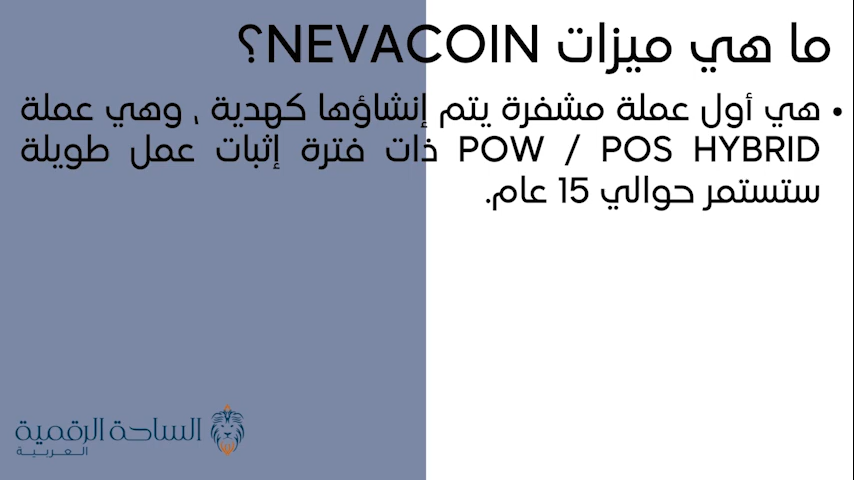 ما هي ميزات NEVACOIN؟
• هي أول عملة مشفرة يتم إنشاؤها كهدية ، وهي عملة
POW / POS HYBRID ذات فترة إثبات عمل طويلة
ستستمر حوالي 15 عام.
الساحة الرقمية
العربية